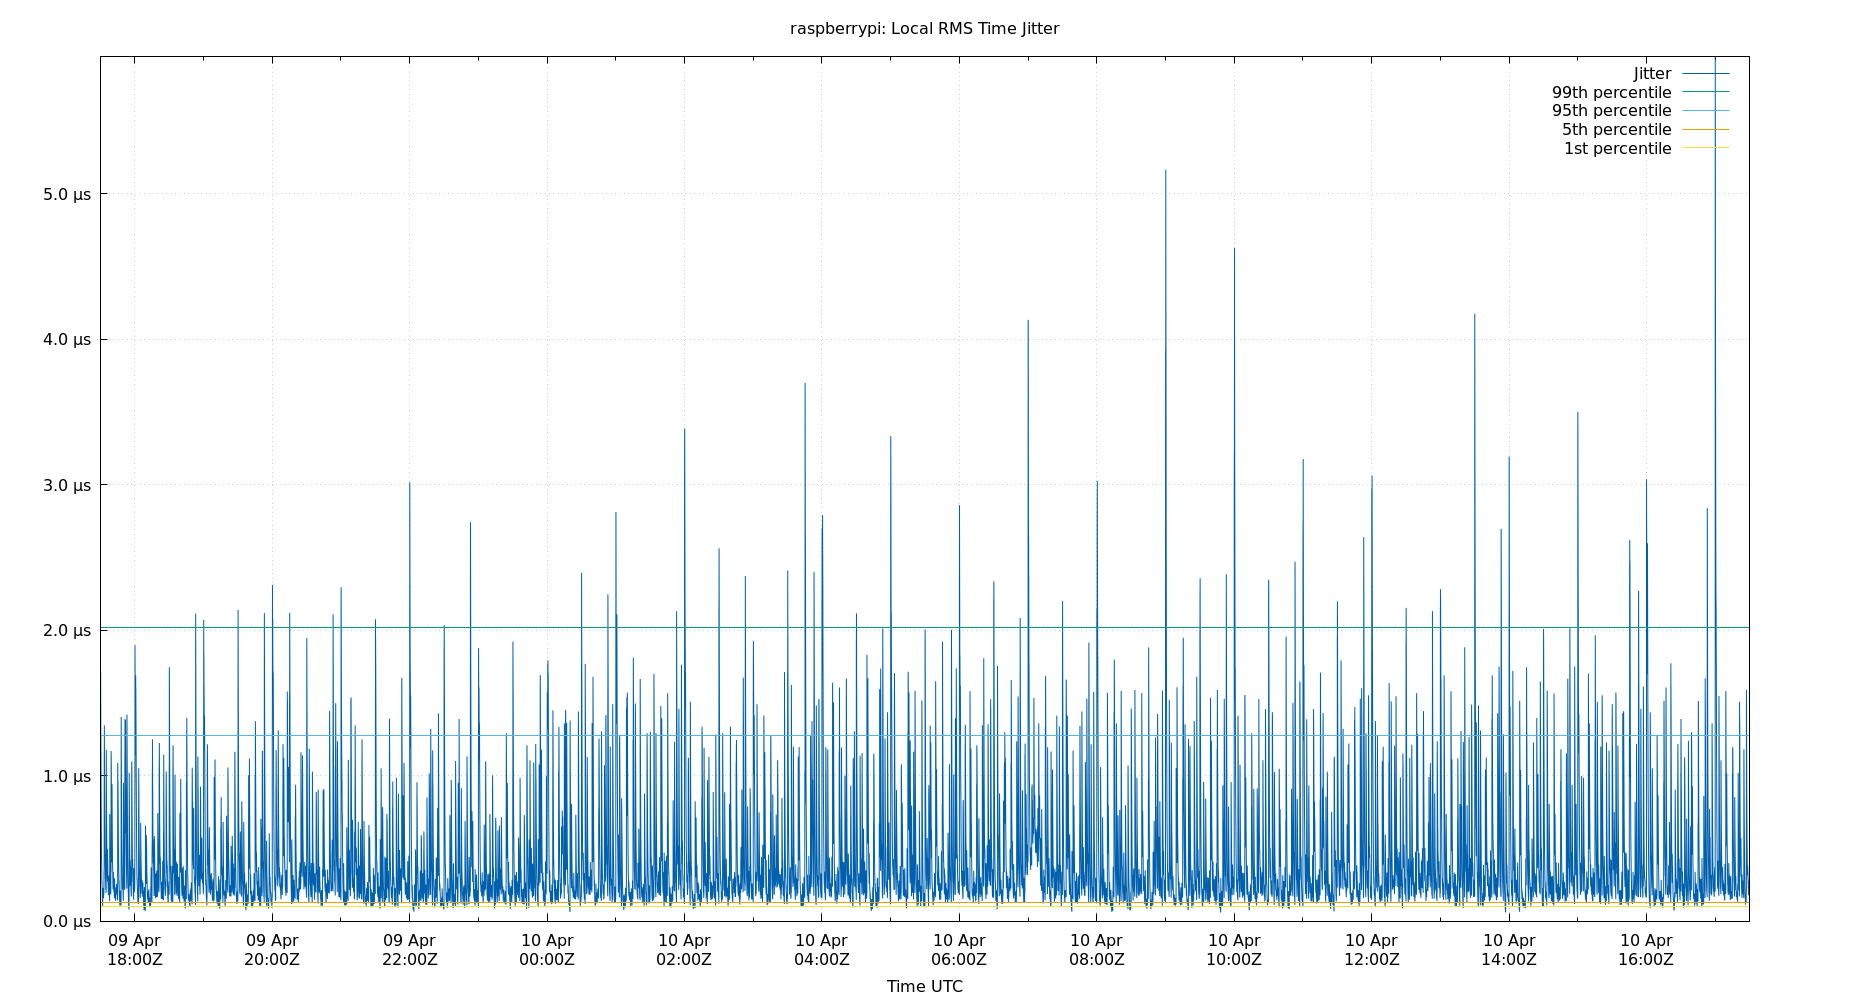 raspberrypi: Local RMS Time Jitter
Jitter
99th percentile
95th percentile
5th percentile
1st percentile
5.0 µs
4.0 µs
3.0 µs
2.0 µs
1.0 µs
0.0 µs
09 Apr 09 Apr 09 Apr 10 Apr 10 Apr 10 Apr 10 Apr 10 Apr 10 Apr 10 Apr 10 Apr 10 Apr
18:00Z 20:00Z 22:00Z 00:00Z 02:00Z 04:00Z 06:00Z 08:00Z 10:00Z 12:00Z 14:00Z 16:00Z
Time UTC